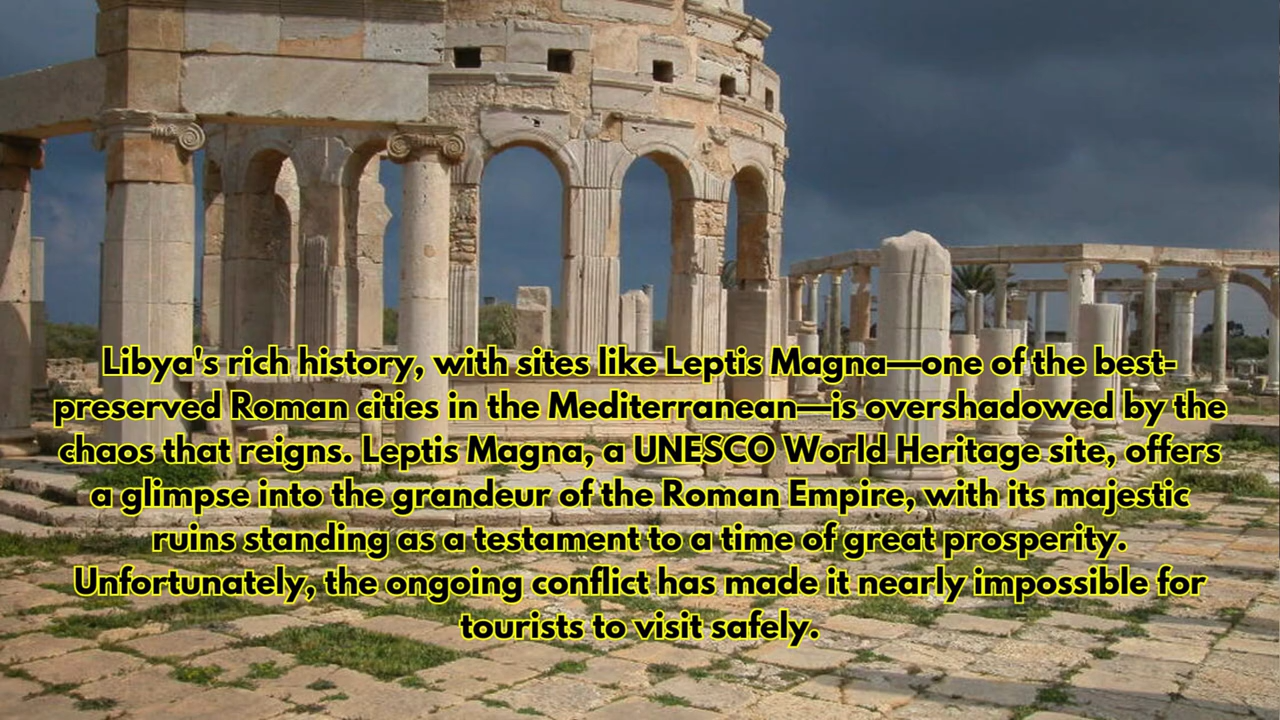 Libya's rich history, with sites like Leptis Magna—one of the best-
preserved Roman cities in the Mediterranean—is overshadowed by the
chaos that reigns. Leptis Magna, a UNESCO World Heritage site, offers
a glimpse into the grandeur of the Roman Empire, with its majestic
ruins standing as a testament to a time of great prosperity.
Unfortunately, the ongoing conflict has made it nearly impossible for
tourists to visit safely.